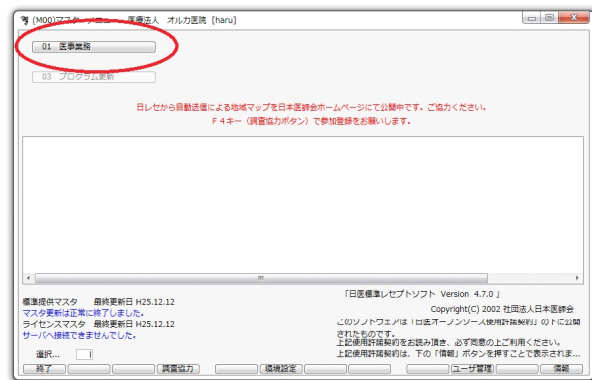 (M00)マスターメニュー 医療法人 オルカ医院 [haru]
01 医事業務
03 プログラム更新
日レセから自動送信による地域マップを日本医師会ホームページにて公開中です。ご協力ください。
F4キー（調査協力ボタン）で参加登録をお願いします。
「日医標準レセプトソフト Version 4.7.0 」
標準提供マスタ 最終更新日 H25.12.12
Copyright(C) 2002 社団法人日本医師会
マスタ更新は正常に終了しました。
このソフトウェアは「日医オープンソース使用許諾契約」の下に公開
ライセンスマスタ 最終更新日 H25.12.12
されたものです。
サーバへ接続できませんでした。
上記使用許諾契約をお読み頂き、必ず同意の上ご利用ください。
選択...
上記使用許諾契約は、下の「情報」ボタンを押すことで表示されま...
終了 調査協力 環境設定 ユーザ管理 情報